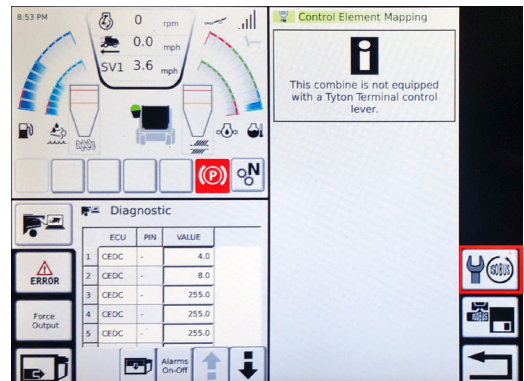 8:53 PM
0 rpm
0.0 mph
SV1 3.6 mph
(P)
N
Diagnostic
ECU PIN VALUE
1 CEDC - 4.0
2 CEDC - 8.0
3 CEDC - 255.0
4 CEDC - 255.0
5 CEDC - 255.0
ERROR
Force
Output
Alarms
On-Off
Control Element Mapping
i
This combine is not equipped
with a Tyton Terminal control
lever.
ISOBUS